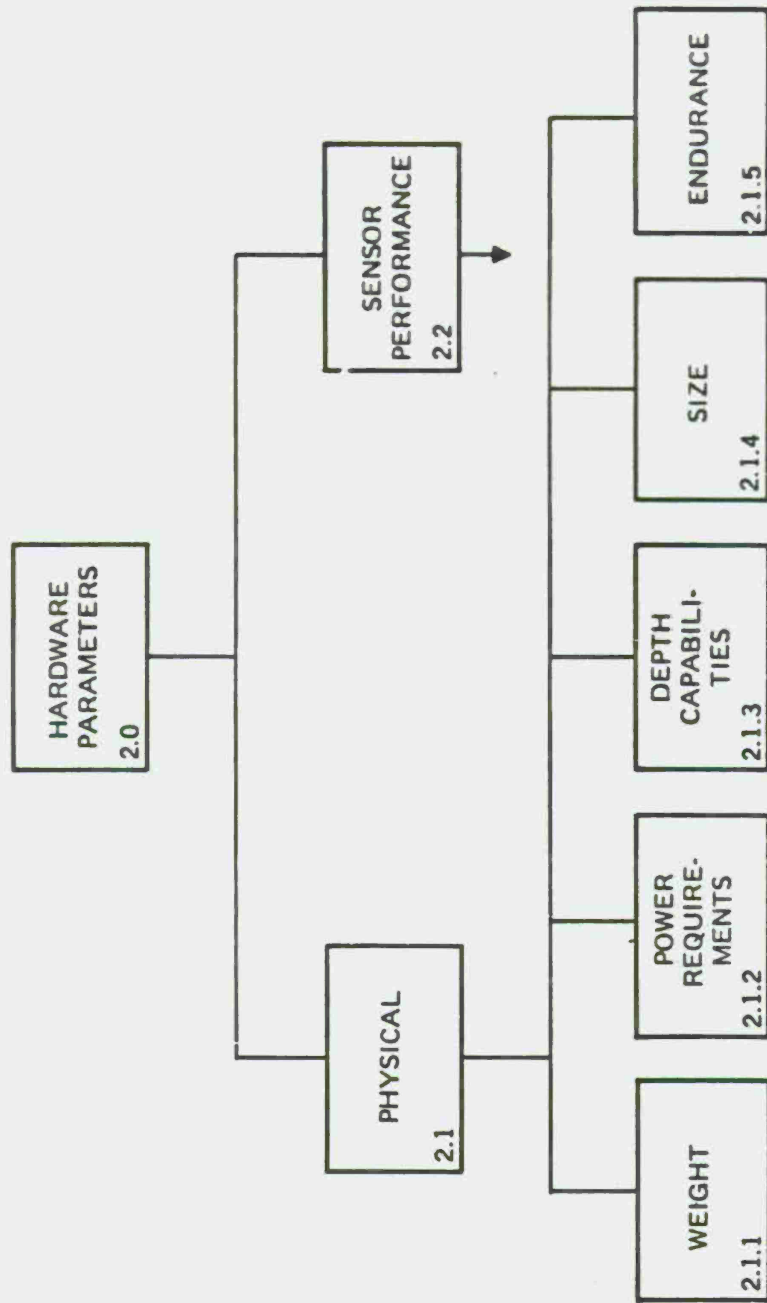 HARDWARE
PARAMETERS
2.0
PHYSICAL
2.1
SENSOR
PERFORMANCE
2.2
WEIGHT
2.1.1
POWER
REQUIRE-
MENTS
2.1.2
DEPTH
CAPABILI-
TIES
2.1.3
SIZE
2.1.4
ENDURANCE
2.1.5